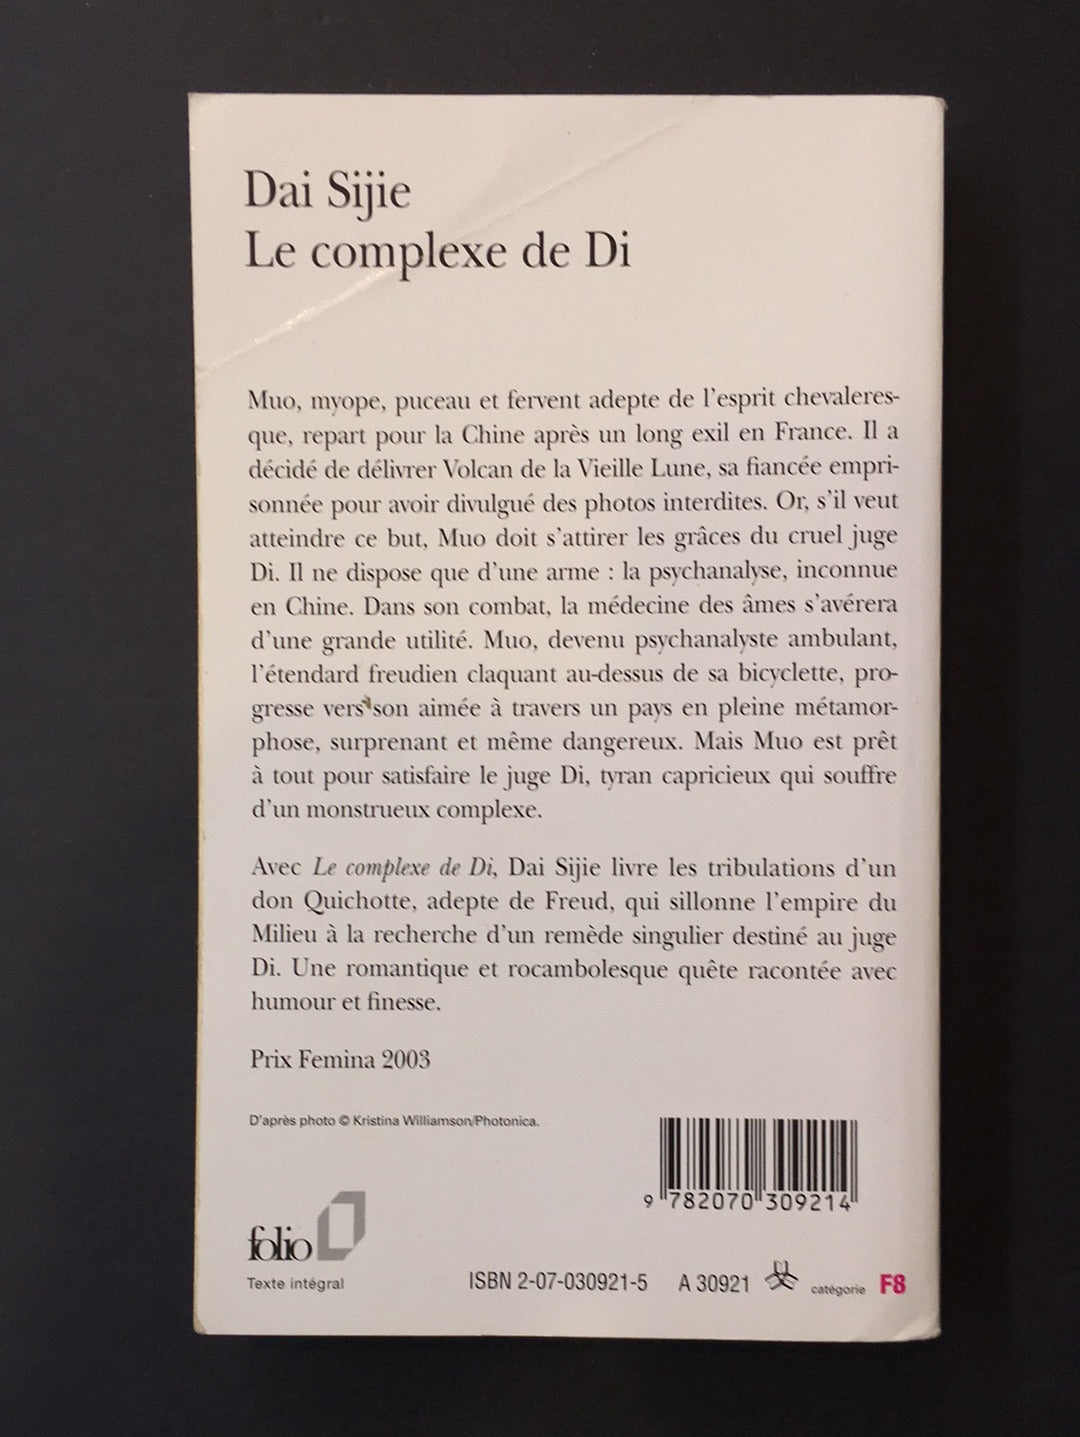 Dai Sijie
Le complexe de Di
Muo, myope, puceau et fervent adepte de l'esprit chevaleres-
que, repart pour la Chine après un long exil en France. Il a
décidé de délivrer Volcan de la Vieille Lune, sa fiancée empri-
sonnée pour avoir divulgué des photos interdites. Or, s'il veut
atteindre ce but, Muo doit s'attirer les grâces du cruel juge
Di. Il ne dispose que d'une arme : la psychanalyse, inconnue
en Chine. Dans son combat, la médecine des âmes s'avérera
d'une grande utilité. Muo, devenu psychanalyste ambulant,
l'étendard freudien claquant au-dessus de sa bicyclette, pro-
gresse vers son aimée à travers un pays en pleine métamor-
phose, surprenant et même dangereux. Mais Muo est prêt
à tout pour satisfaire le juge Di, tyran capricieux qui souffre
d'un monstrueux complexe.
Avec Le complexe de Di, Dai Sijie livre les tribulations d'un
don Quichotte, adepte de Freud, qui sillonne l'empire du
Milieu à la recherche d'un remède singulier destiné au juge
Di. Une romantique et rocambolesque quête racontée avec
humour et finesse.
Prix Femina 2003
D'après photo © Kristina Williamson/Photonica.
9 782070 309214
folio
Texte intégral
ISBN 2-07-030921-5 A 30921 catégorie F8